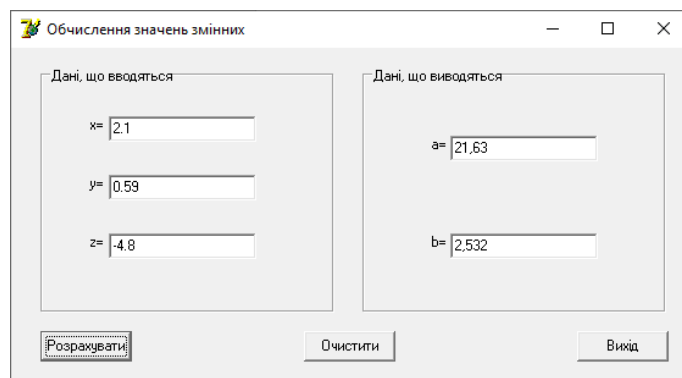 Обчислення значень змінних
Дані, що вводяться
x= 2.1
y= 0.59
z= -4.8
Дані, що виводяться
a= 21,63
b= 2,532
Розрахувати
Очистити
Вихід